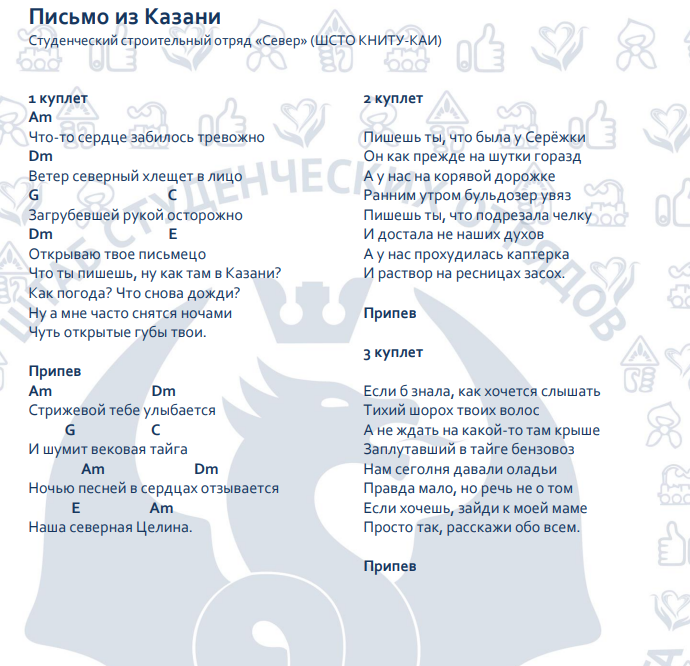 Письмо из Казани
Студенческий строительный отряд «Север» (ШСТО КНИТУ-КАИ)
1 куплет
Am
Что-то сердце забилось тревожно
Dm
Ветер северный хлещет в лицо
G C
Загрубевшей рукой осторожно
Dm E
Открываю твое письмецо
Что ты пишешь, ну как там в Казани?
Как погода? Что снова дожди?
Ну а мне часто снятся ночами
Чуть открытые губы твои.
Припев
Am Dm
Стрижевой тебе улыбается
G C
И шумит вековая тайга
Am Dm
Ночью песней в сердцах отзывается
E Am
Наша северная Целина.
2 куплет
Пишешь ты, что была у Серёжки
Он как прежде на шутки горазд
А у нас на корявой дорожке
Ранним утром бульдозер увяз
Пишешь ты, что подрезала челку
И достала не наших духов
А у нас прохудилась каптерка
И раствор на ресницах засох.
Припев
3 куплет
Если б знала, как хочется слышать
Тихий шорох твоих волос
А не ждать на какой-то там крыше
Заплутавший в тайге бензовоз
Нам сеголня давали оладьи
Правда мало, но речь не о том
Если хочешь, зайди к моей маме
Просто так, расскажи обо всем.
Припев
ШТАБ СТУДЕНЧЕСКИХ ОТРЯДОВ